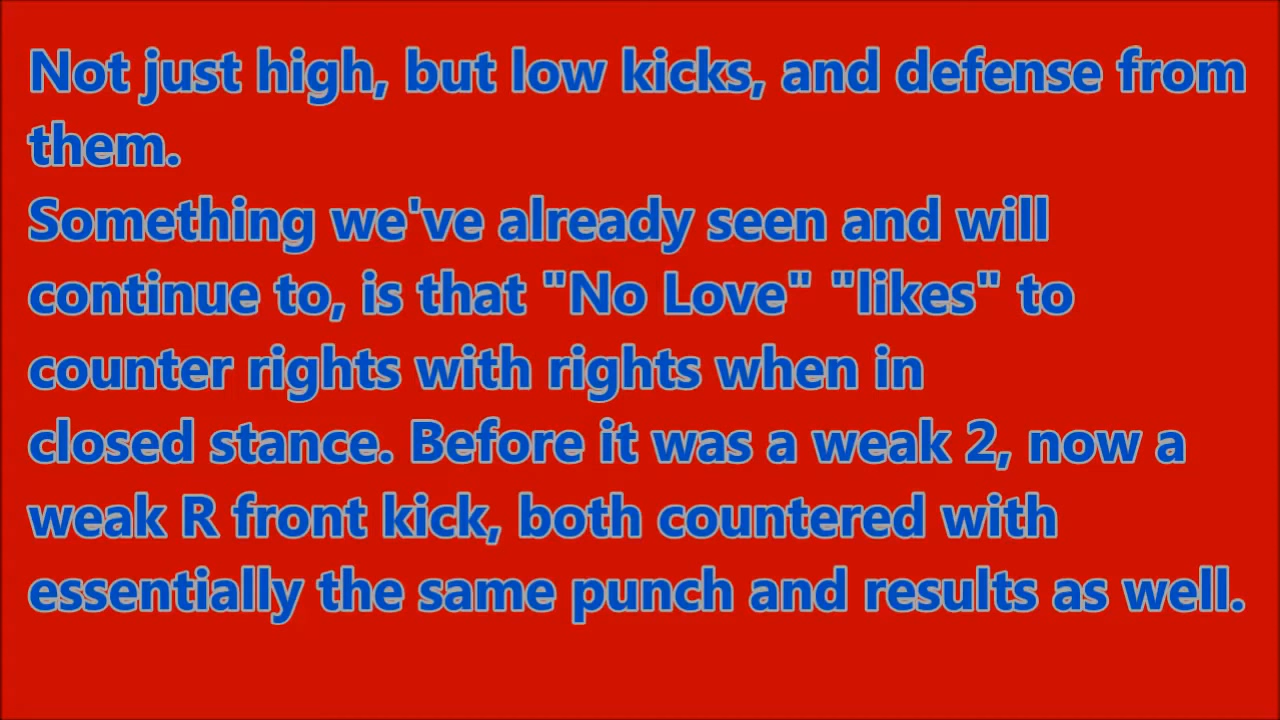 Not just high, but low kicks, and defense from
them.
Something we've already seen and will
continue to, is that "No Love" "likes" to
counter rights with rights when in
closed stance. Before it was a weak 2, now a
weak R front kick, both countered with
essentially the same punch and results as well.